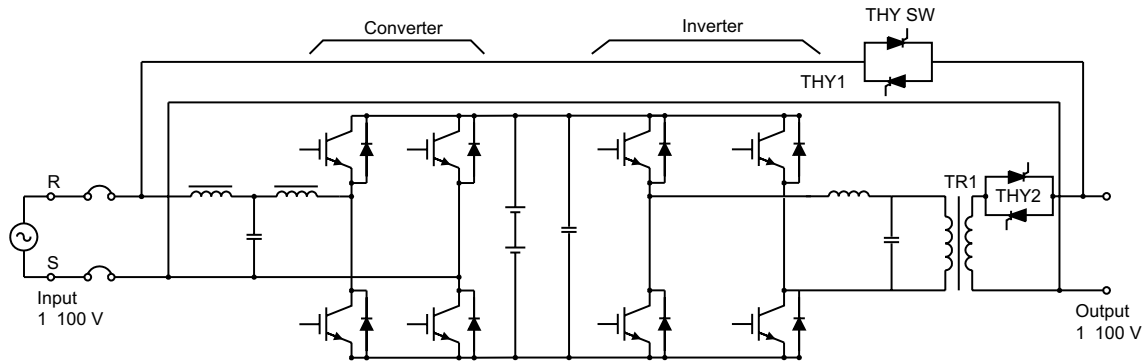 THY SW
Converter
Inverter
THY1
R
TR1
THY2
S
Input
1 100 V
Output
1 100 V